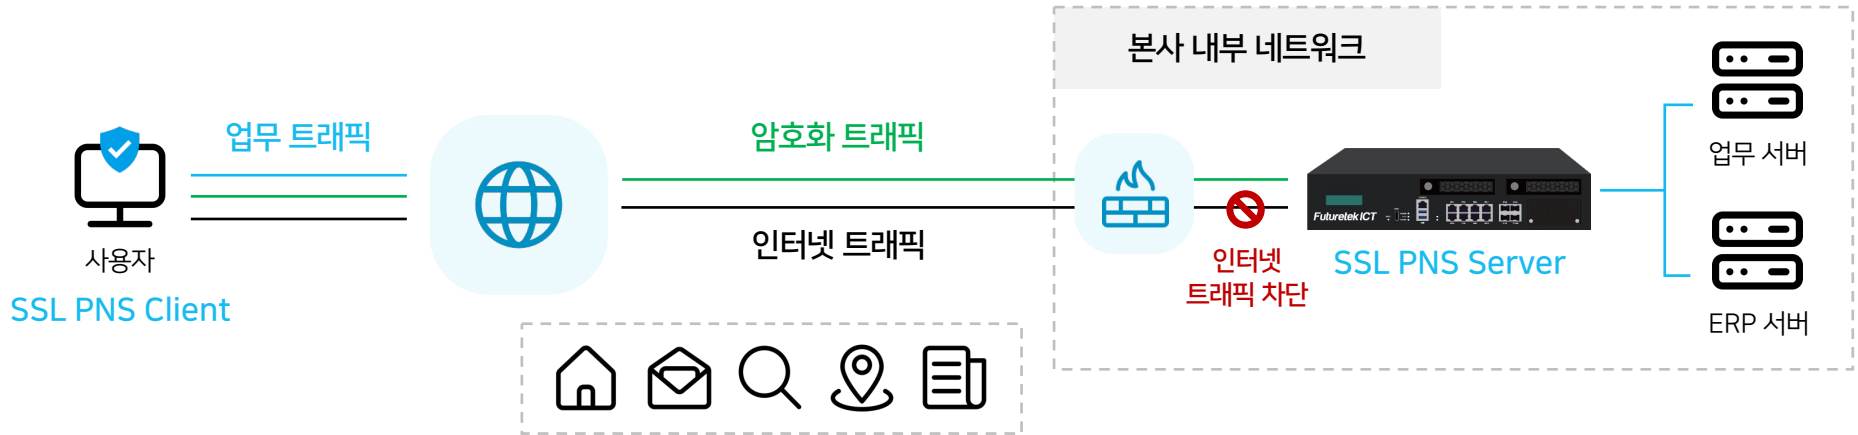 본사 내부 네트워크
업무 트래픽
암호화 트래픽
인터넷 트래픽
사용자
SSL PNS Client
인터넷
트래픽 차단
Futuretek ICT
SSL PNS Server
업무 서버
ERP 서버